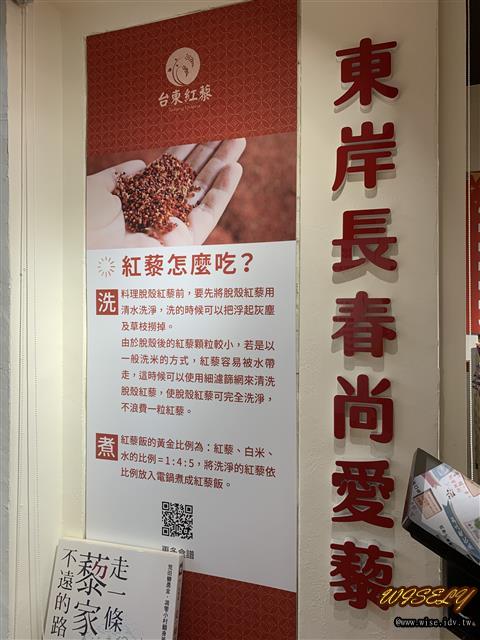 台東紅藜
紅藜怎麼吃？
洗
料理脫殼紅藜前，要先將脫殼紅藜用
清水洗淨，洗的時候可以把浮起灰塵
及草枝撈掉。
由於脫殼後的紅藜顆粒較小，若是以
一般洗米的方式，紅藜容易被水帶
走，這時候可以使用細濾篩網來清洗
脫殼紅藜，使脫殼紅藜可完全洗淨，
不浪費一粒紅藜。
煮
紅藜飯的黃金比例為：紅藜、白米、
水的比例=1:4:5，將洗淨的紅藜依
比例放入電鍋煮成紅藜飯。
東岸長春尚愛藜
走一條
藜家
不遠的路
WISELY
@www.wise.idv.tw